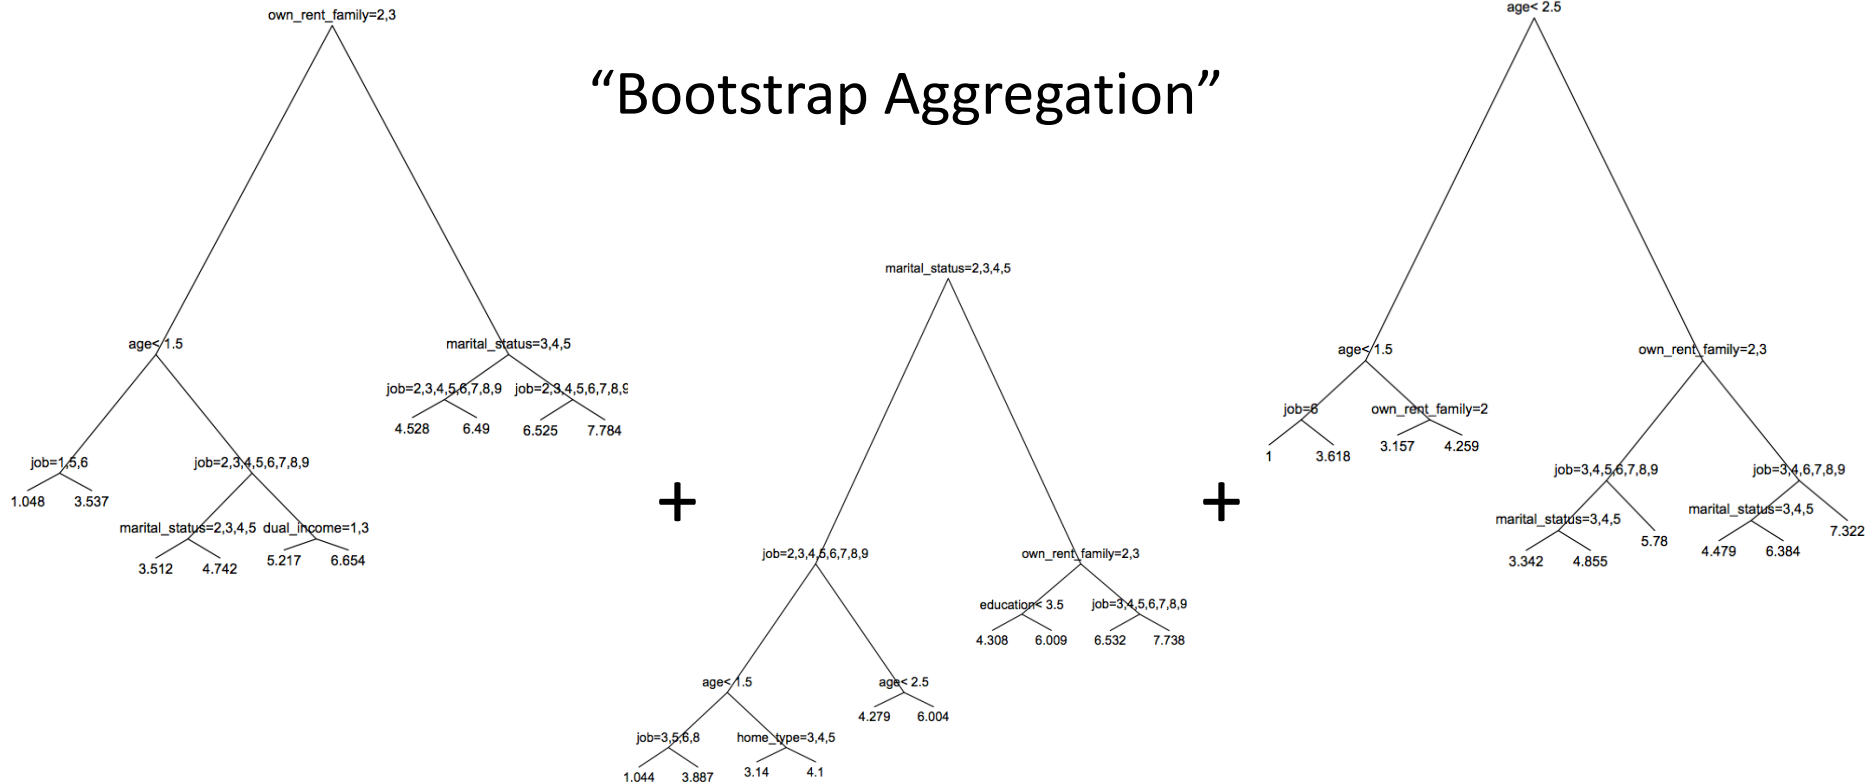 “Bootstrap Aggregation”
own_rent_family=2,3
age< 1.5
marital_status=3,4,5
job=2,3,4,5,6,7,8,9
job=2,3,4,5,6,7,8,9
4.528
6.49
6.525
7.784
job=1,5,6
job=2,3,4,5,6,7,8,9
1.048
3.537
marital_status=2,3,4,5
dual_income=1,3
3.512
4.742
5.217
6.654
+
marital_status=2,3,4,5
job=2,3,4,5,6,7,8,9
own_rent_family=2,3
education< 3.5
job=3,4,5,6,7,8,9
4.308
6.009
6.532
7.738
age< 1.5
age< 2.5
4.279
6.004
job=3,5,6,8
home_type=3,4,5
1.044
3.887
3.14
4.1
+
age< 2.5
age< 1.5
own_rent_family=2,3
job=6
own_rent_family=2
1
3.618
3.157
4.259
job=3,4,5,6,7,8,9
job=3,4,6,7,8,9
marital_status=3,4,5
5.78
marital_status=3,4,5
7.322
3.342
4.855
4.479
6.384